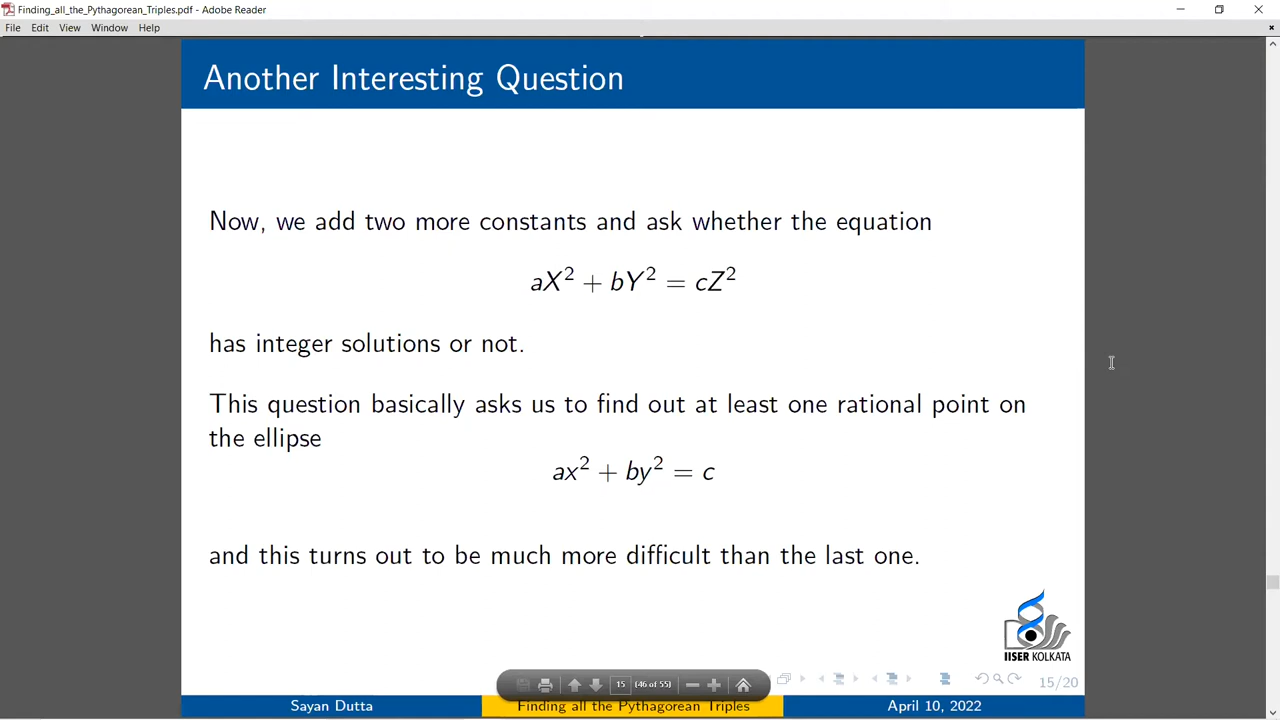 Finding_all_the_Pythagorean_Triples.pdf - Adobe Reader
File Edit View Window Help
Another Interesting Question
Now, we add two more constants and ask whether the equation
aX² + bY² = cZ²
has integer solutions or not.
This question basically asks us to find out at least one rational point on
the ellipse
ax² + by² = c
and this turns out to be much more difficult than the last one.
IISER KOLKATA
15 (46 of 55)
15/20
Sayan Dutta Finding all the Pythagorean Triples April 10, 2022